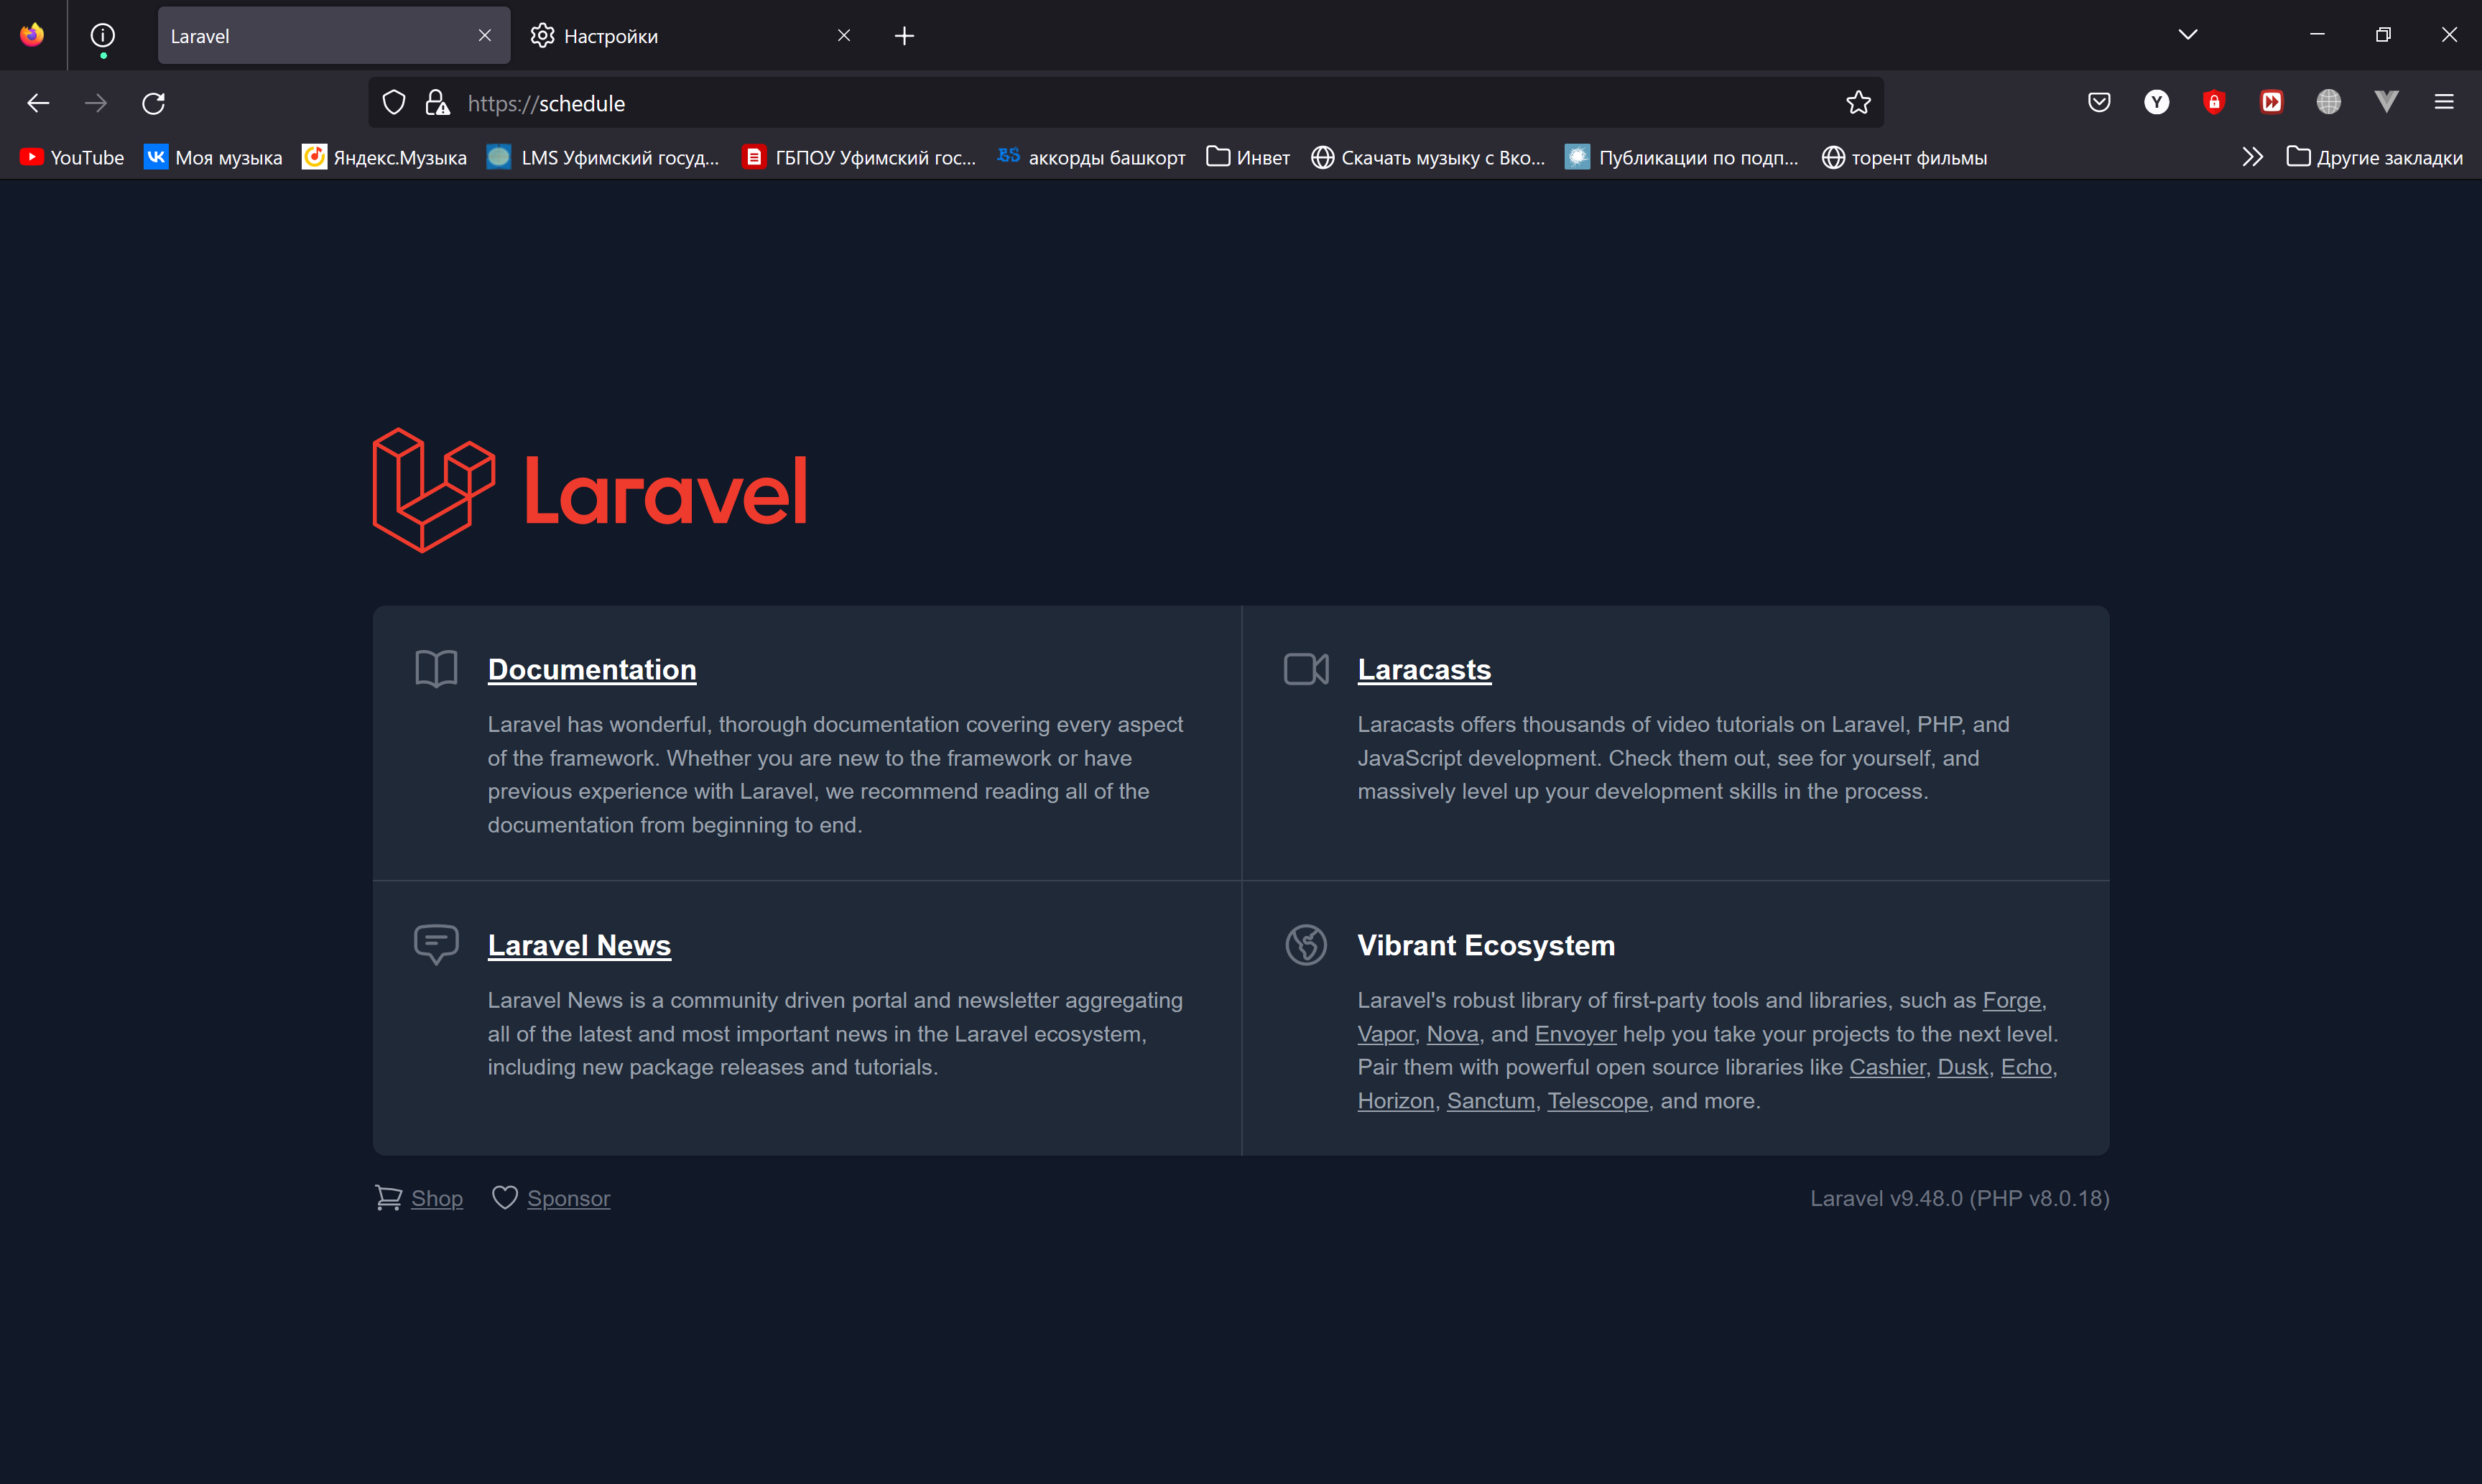 Laravel
Настройки
https://schedule
YouTube
Моя музыка
Яндекс.Музыка
LMS Уфимский госуд...
ГБПОУ Уфимский гос...
аккорды башкорт
Инвет
Скачать музыку с Вко...
Публикации по подп...
торент фильмы
Другие закладки
Laravel
Documentation
Laravel has wonderful, thorough documentation covering every aspect
of the framework. Whether you are new to the framework or have
previous experience with Laravel, we recommend reading all of the
documentation from beginning to end.
Laracasts
Laracasts offers thousands of video tutorials on Laravel, PHP, and
JavaScript development. Check them out, see for yourself, and
massively level up your development skills in the process.
Laravel News
Laravel News is a community driven portal and newsletter aggregating
all of the latest and most important news in the Laravel ecosystem,
including new package releases and tutorials.
Vibrant Ecosystem
Laravel's robust library of first-party tools and libraries, such as Forge,
Vapor, Nova, and Envoyer help you take your projects to the next level.
Pair them with powerful open source libraries like Cashier, Dusk, Echo,
Horizon, Sanctum, Telescope, and more.
Shop
Sponsor
Laravel v9.48.0 (PHP v8.0.18)